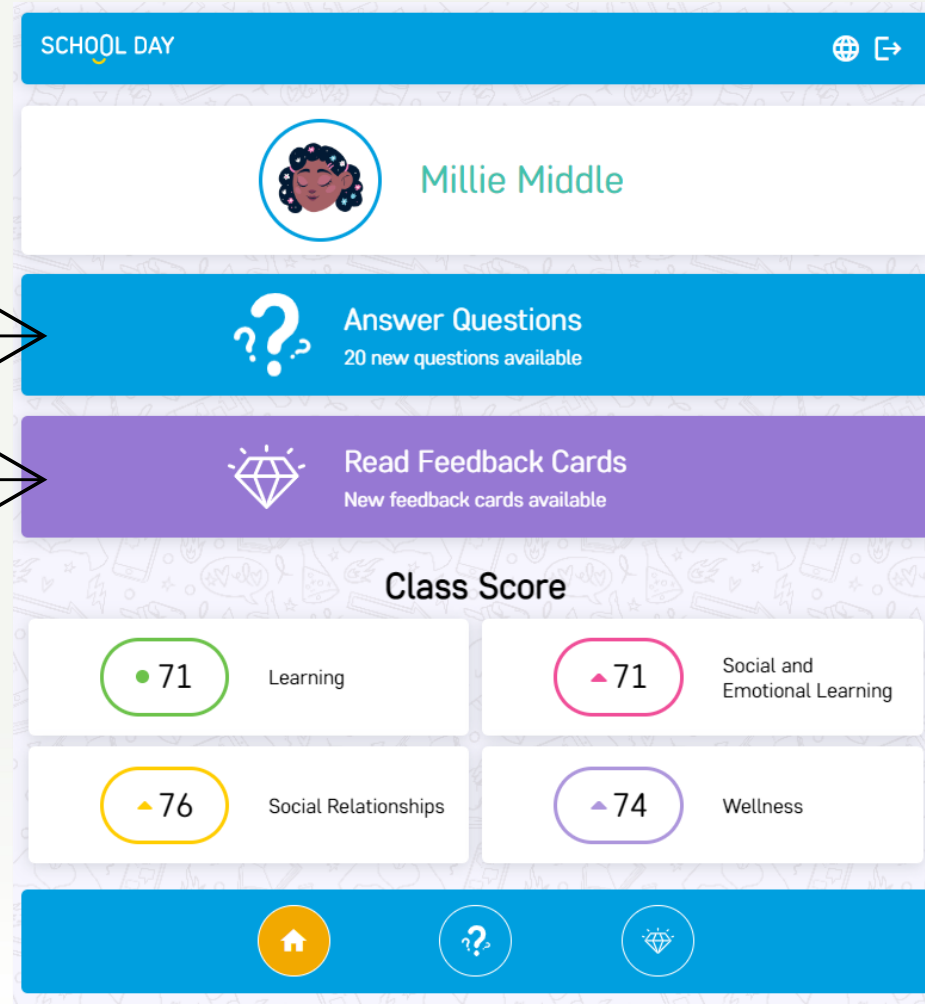 SCHOOL DAY
Millie Middle
Answer Questions
20 new questions available
Read Feedback Cards
New feedback cards available
Class Score
71
Learning
71
Social and
Emotional Learning
76
Social Relationships
74
Wellness